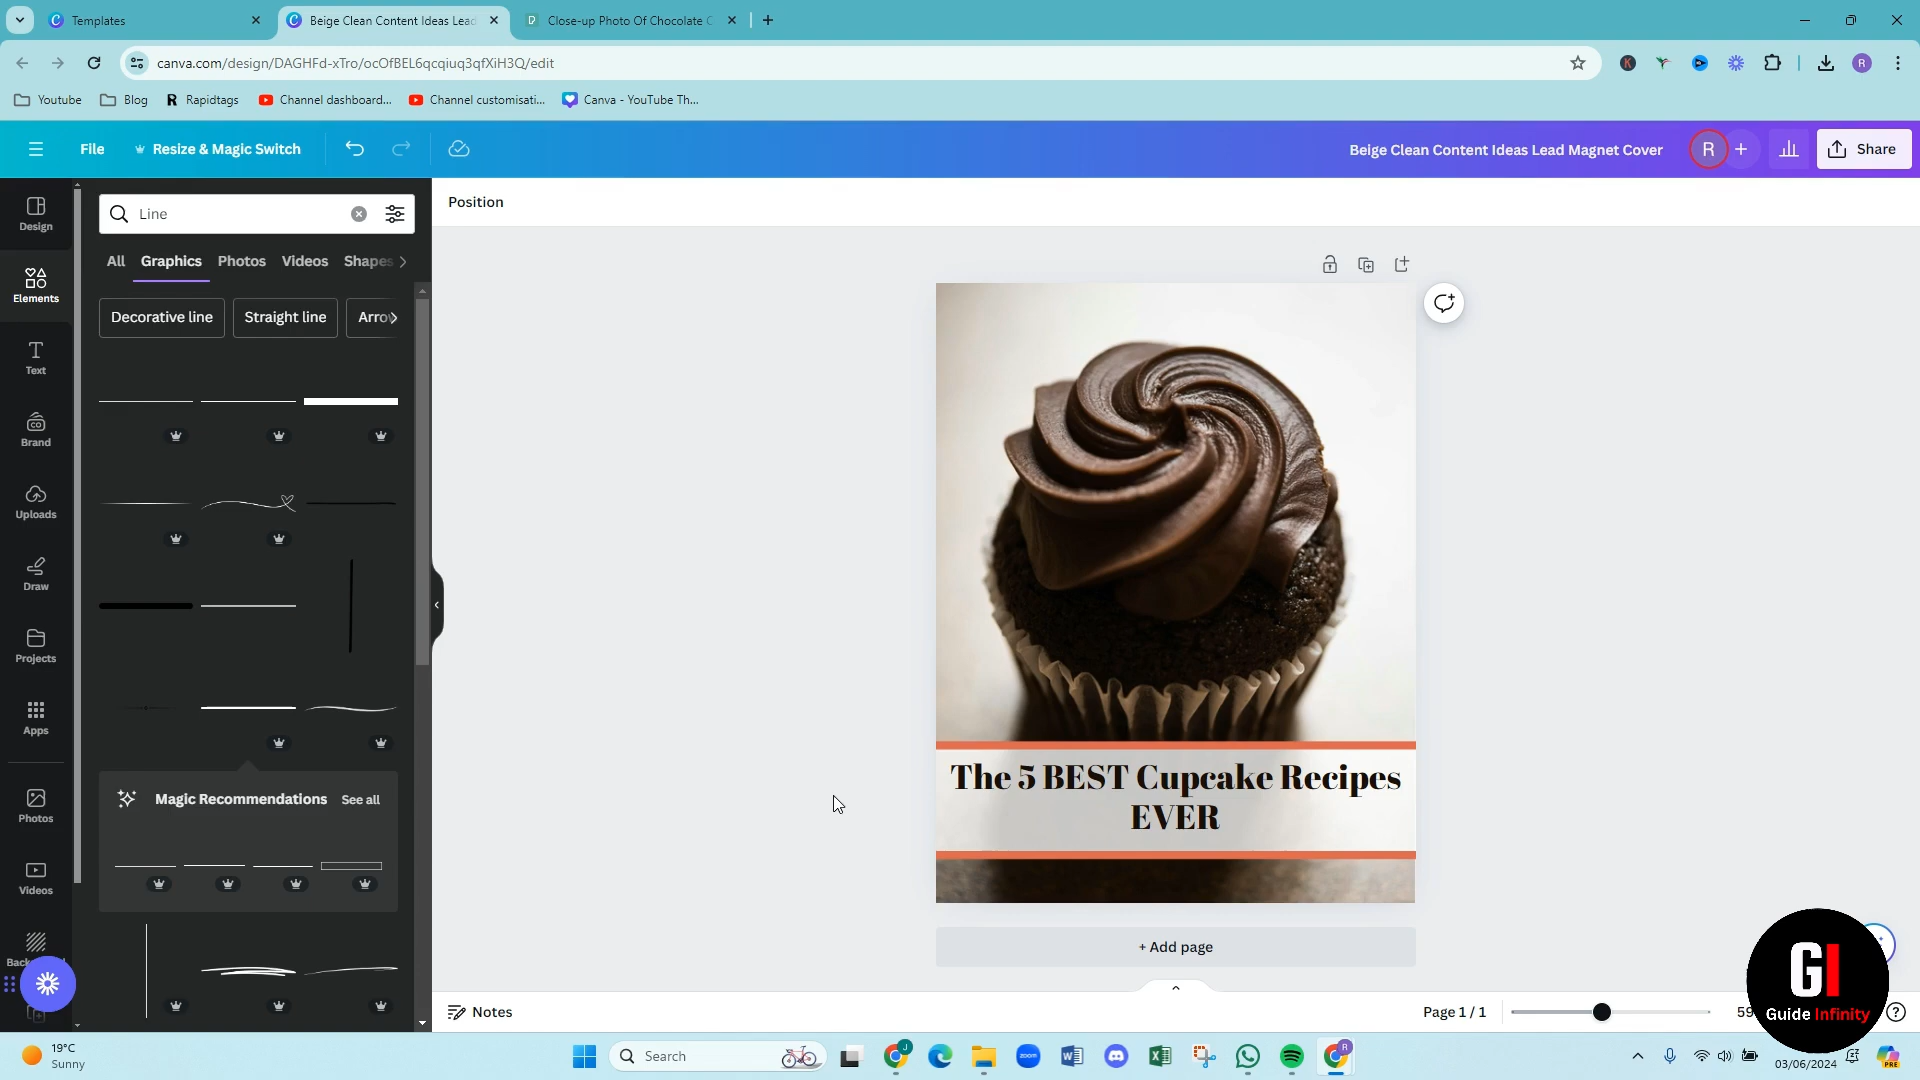 Templates
Beige Clean Content Ideas Lead
Close-up Photo Of Chocolate C
canva.com/design/DAGHFd-xTro/ocOfBEL6qcqiuq3qfXiH3Q/edit
R
Youtube
Blog
Rapidtags
Channel dashboard...
Channel customisati...
Canva - YouTube Th...
File
Resize & Magic Switch
Beige Clean Content Ideas Lead Magnet Cover
R
Share
Design
Elements
Text
Brand
Uploads
Draw
Projects
Apps
Photos
Videos
Line
All
Graphics
Photos
Videos
Shapes
Decorative line
Straight line
Magic Recommendations
See all
Position
The 5 BEST Cupcake Recipes
EVER
+ Add page
Notes
Page 1 / 1
GI
Guide Infinity
19°C
Sunny
Search
zoom
03/06/2024